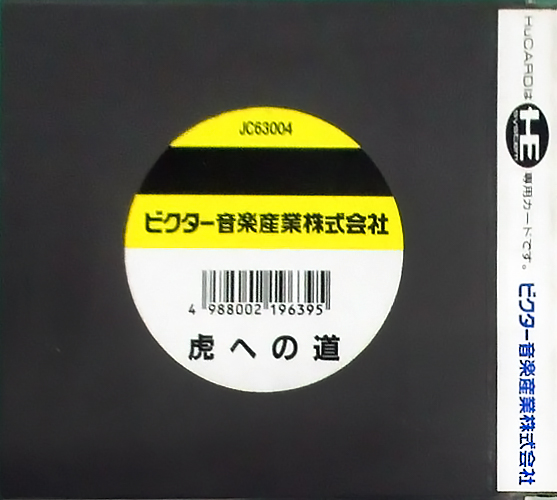 JC63004
ビクター音楽産業株式会社
4 988002 196395
虎への道
HuCARDは HE SYSTEM 専用カードです。 ビクター音楽産業株式会社